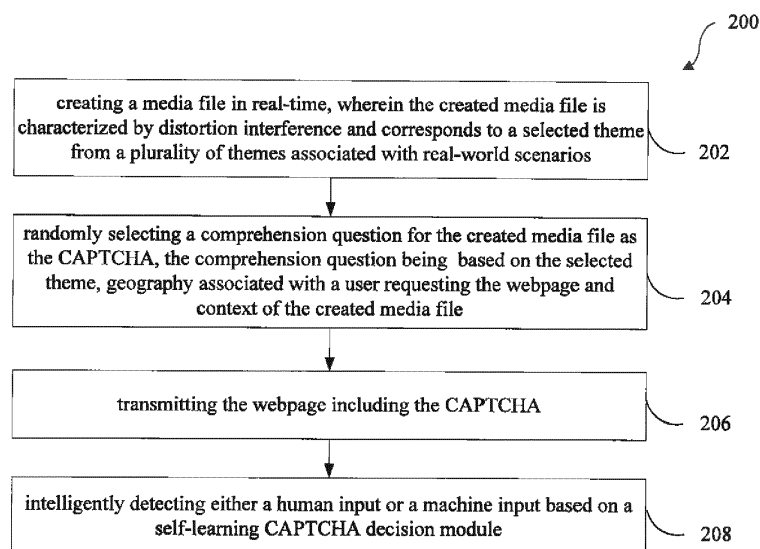 200
creating a media file in real-time, wherein the created media file is
characterized by distortion interference and corresponds to a selected theme
from a plurality of themes associated with real-world scenarios
202
randomly selecting a comprehension question for the created media file as
the CAPTCHA, the comprehension question being based on the selected
theme, geography associated with a user requesting the webpage and
context of the created media file
204
transmitting the webpage including the CAPTCHA
206
intelligently detecting either a human input or a machine input based on a
self-learning CAPTCHA decision module
208